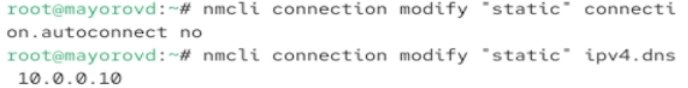 root@mayorovd:~# nmcli connection modify "static" connecti
on.autoconnect no
root@mayorovd:~# nmcli connection modify "static" ipv4.dns
 10.0.0.10